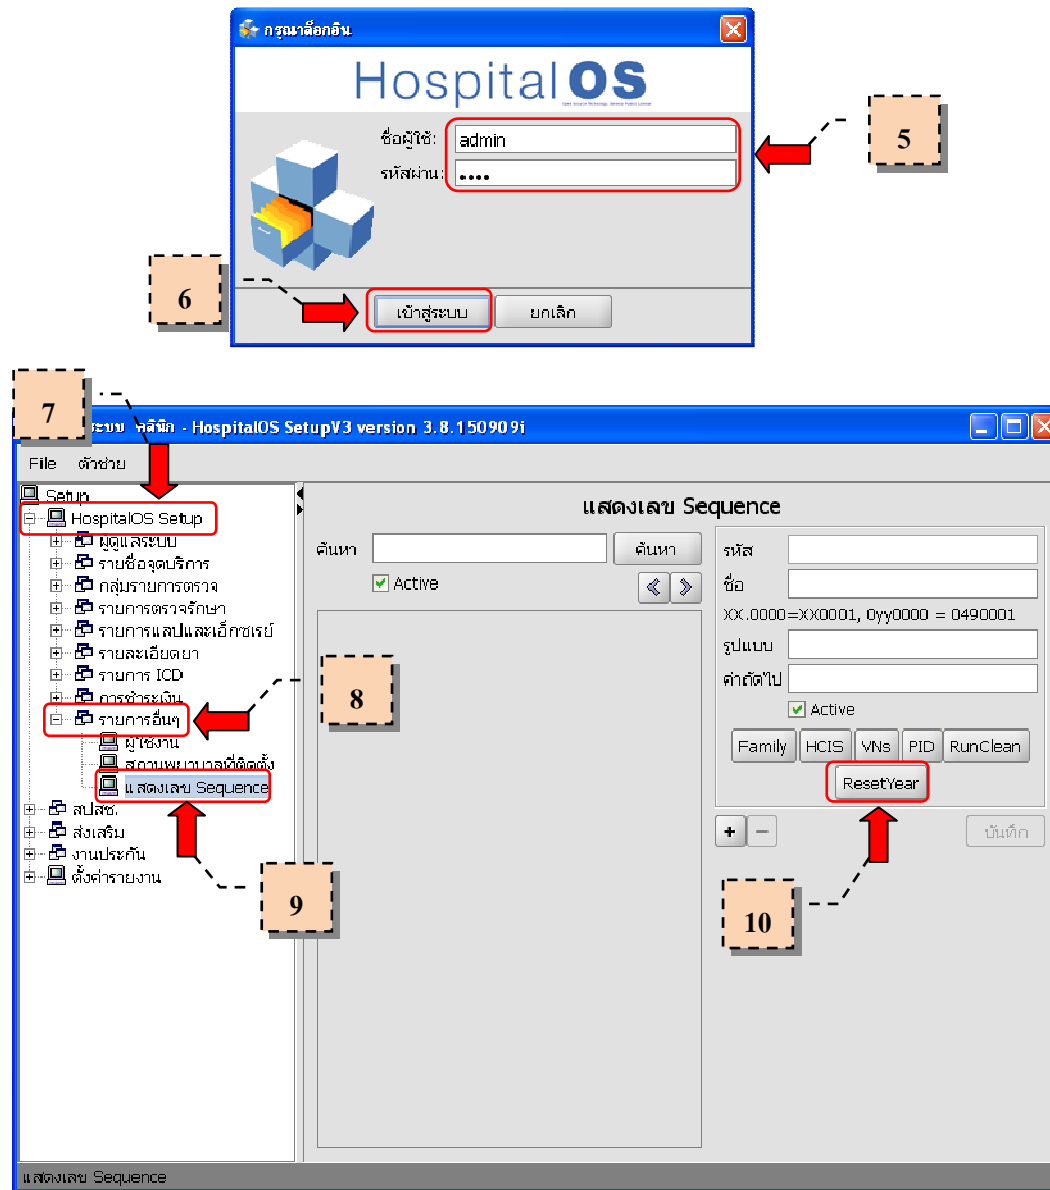 กรุณาล็อกอิน
Hospital OS
ชื่อผู้ใช้:
admin
รหัสผ่าน:
••••
5
6
เข้าสู่ระบบ
ยกเลิก
7
ระบบ คลินิก - HospitalOS SetupV3 version 3.8.150909i
File ตัวช่วย
Setup
HospitalOS Setup
ผู้ดูแลระบบ
รายชื่อจุดบริการ
กลุ่มรายการตรวจ
รายการตรวจรักษา
รายการแลปและเอ็กซเรย์
รายละเอียดยา
รายการ ICD
การชำระเงิน
รายการอื่นๆ
ผู้ใช้งาน
สถานพยาบาลที่ติดตั้ง
แสดงเลข Sequence
สปสช.
ส่งเสริม
งานประกัน
ตั้งค่ารายงาน
8
9
แสดงเลข Sequence
ค้นหา
ค้นหา
Active
รหัส
ชื่อ
XX.0000=XX0001, 0yy0000 = 0490001
รูปแบบ
ค่าถัดไป
Active
Family HCIS VNs PID RunClean
ResetYear
+ −
บันทึก
10
แสดงเลข Sequence